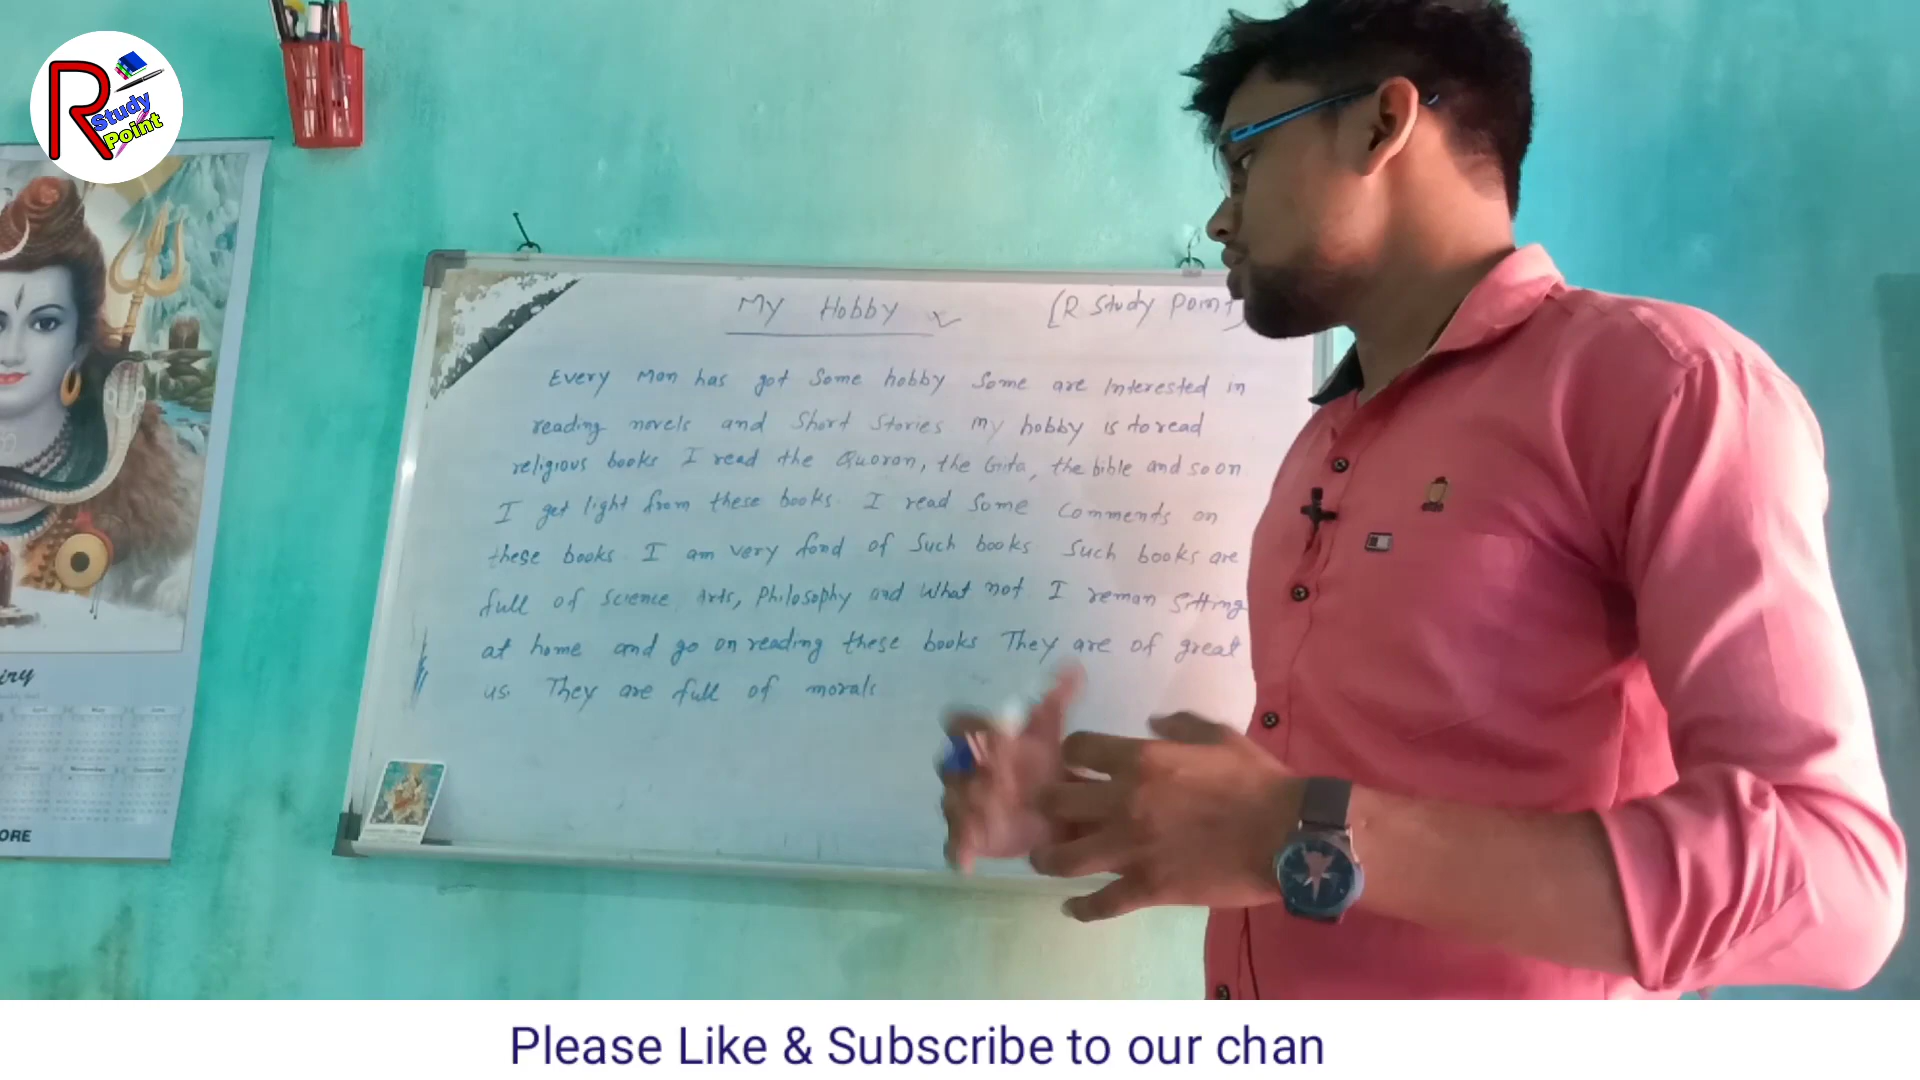 R Study Point
My Hobby
(R Study Point)
Every Man has got Some hobby Some are Interested in
reading novels and Short Stories my hobby is to read
religious books I read the Quoran, the Gita, the bible and so on
I get light from these books. I read Some Comments on
these books I am very fond of Such books Such books are
full of Science Arts, Philosophy and What not I reman Sitting
at home and go on reading these books They are of great
us. They are full of morals
ORE
Please Like & Subscribe to our chan